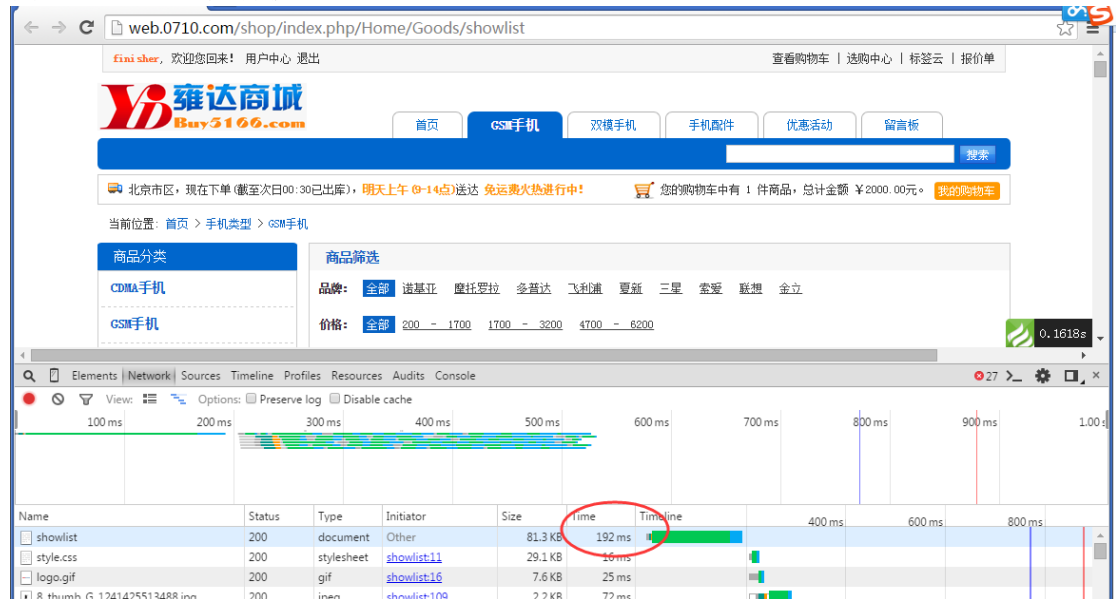 web.0710.com/shop/index.php/Home/Goods/showlist
finisher, 欢迎您回来! 用户中心 退出
查看购物车 | 选购中心 | 标签云 | 报价单
YD 雍达商城
Buy5166.com
首页 GSM手机 双模手机 手机配件 优惠活动 留言板
搜索
北京市区，现在下单(截至次日00:30已出库)，明天上午(9-14点)送达 免运费火热进行中!
您的购物车中有 1 件商品，总计金额 ￥2000.00元。 我的购物车
当前位置: 首页 > 手机类型 > GSM手机
商品分类
CDMA手机
GSM手机
商品筛选
品牌: 全部 诺基亚 摩托罗拉 多普达 飞利浦 夏新 三星 索爱 联想 金立
价格: 全部 200 - 1700 1700 - 3200 4700 - 6200
0.1618s
Elements Network Sources Timeline Profiles Resources Audits Console
27
View: Options: Preserve log Disable cache
100 ms 200 ms 300 ms 400 ms 500 ms 600 ms 700 ms 800 ms 900 ms 1.00 s
Name Status Type Initiator Size Time Timeline 400 ms 600 ms 800 ms
showlist 200 document Other 81.3 KB 192 ms
style.css 200 stylesheet showlist:11 29.1 KB 16 ms
logo.gif 200 gif showlist:16 7.6 KB 25 ms
8_thumb_G_1241425513488.jpg 200 jpeg showlist:109 2.2 KB 72 ms